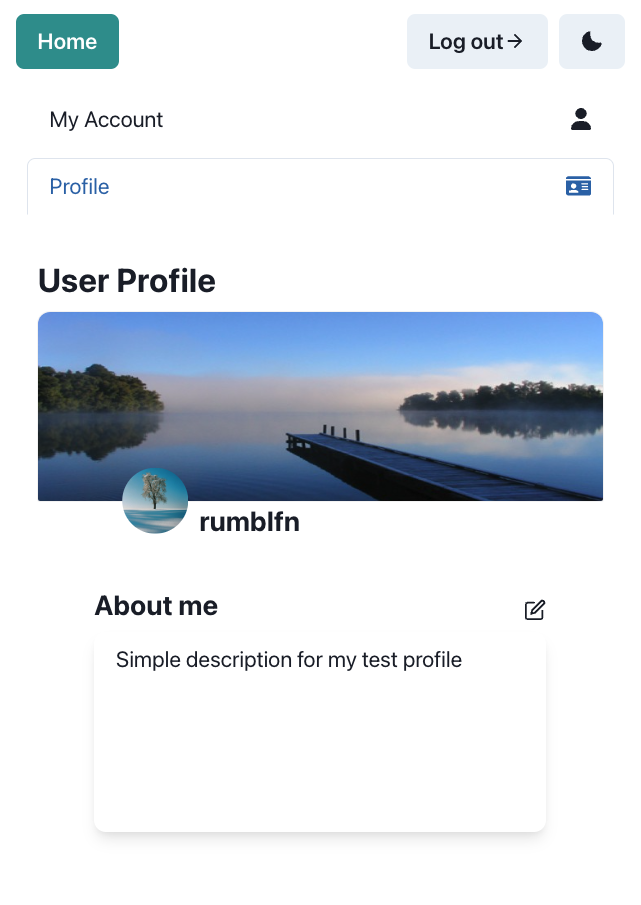 Home
Log out
My Account
Profile
User Profile
rumblfn
About me
Simple description for my test profile